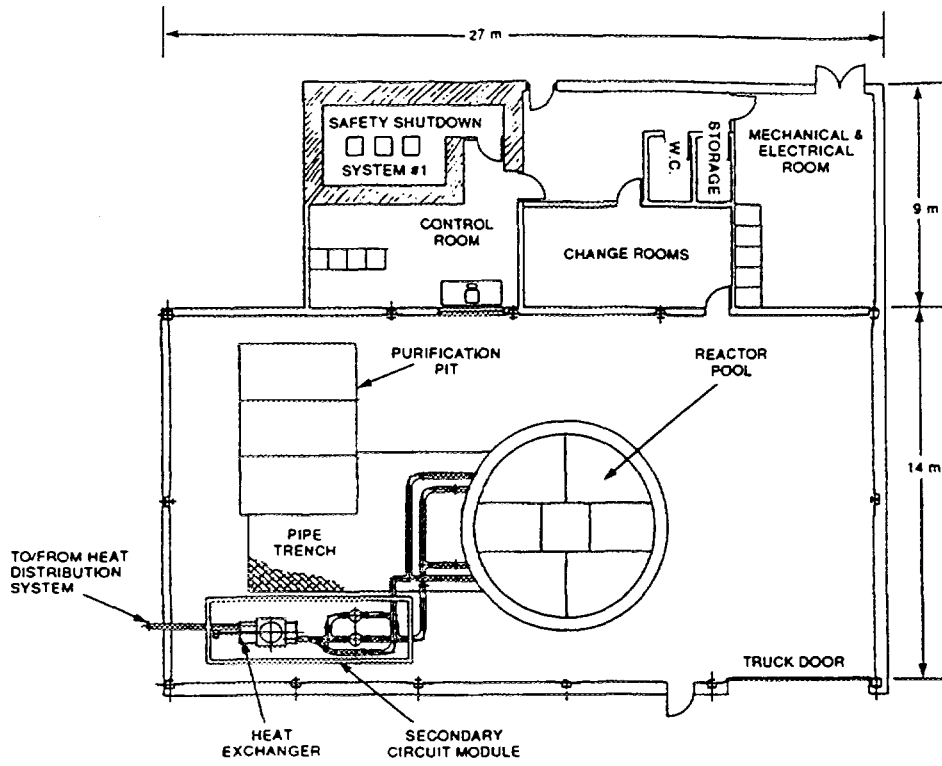 27 m
SAFETY SHUTDOWN
SYSTEM #1
W.C.
STORAGE
MECHANICAL &
ELECTRICAL
ROOM
9 m
CONTROL
ROOM
CHANGE ROOMS
PURIFICATION
PIT
REACTOR
POOL
14 m
PIPE
TRENCH
TO/FROM HEAT
DISTRIBUTION
SYSTEM
TRUCK DOOR
HEAT
EXCHANGER
SECONDARY
CIRCUIT MODULE